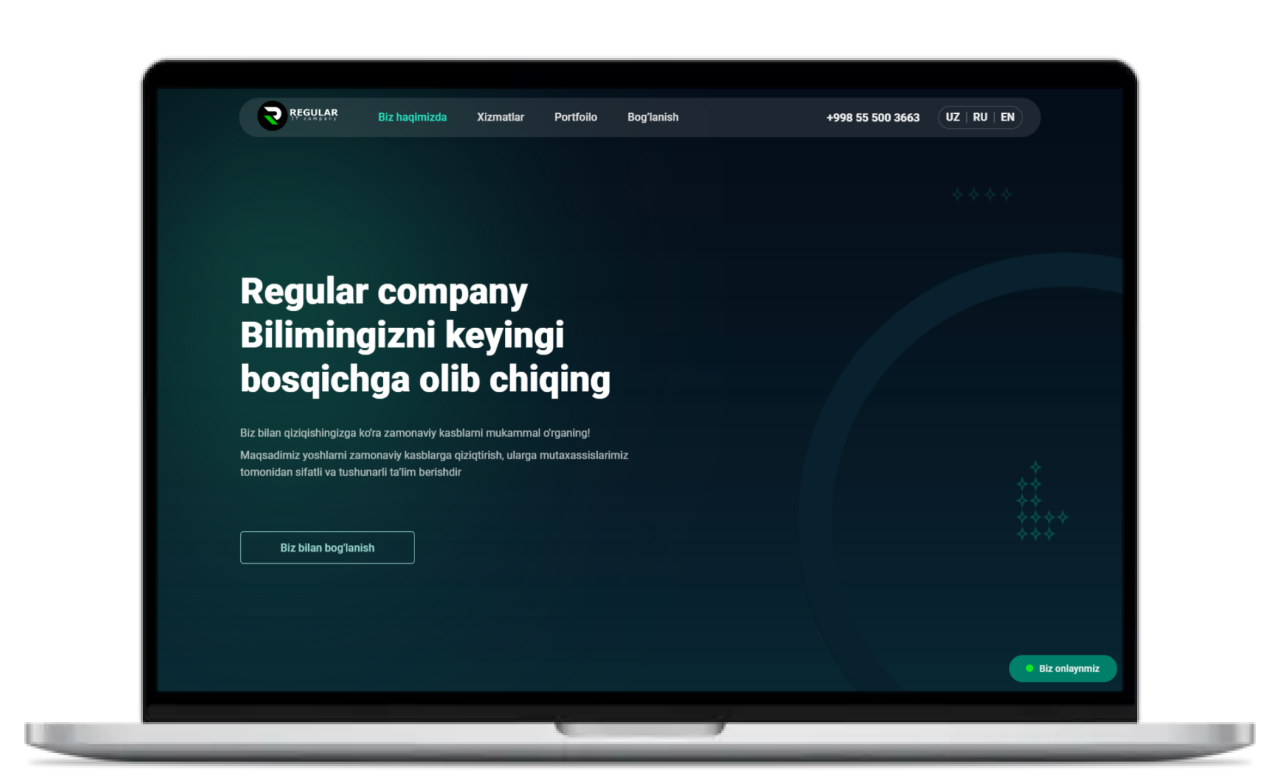 REGULAR
IT company
Biz haqimizda
Xizmatlar
Portfoilo
Bog'lanish
+998 55 500 3663
UZ | RU | EN
Regular company
Bilimingizni keyingi
bosqichga olib chiqing
Biz bilan qiziqishingizga ko'ra zamonaviy kasblarni mukammal o'rganing!
Maqsadimiz yoshlarni zamonaviy kasblarga qiziqtirish, ularga mutaxassislarimiz
tomonidan sifatli va tushunarli ta'lim berishdir
Biz bilan bog'lanish
Biz onlaynmiz